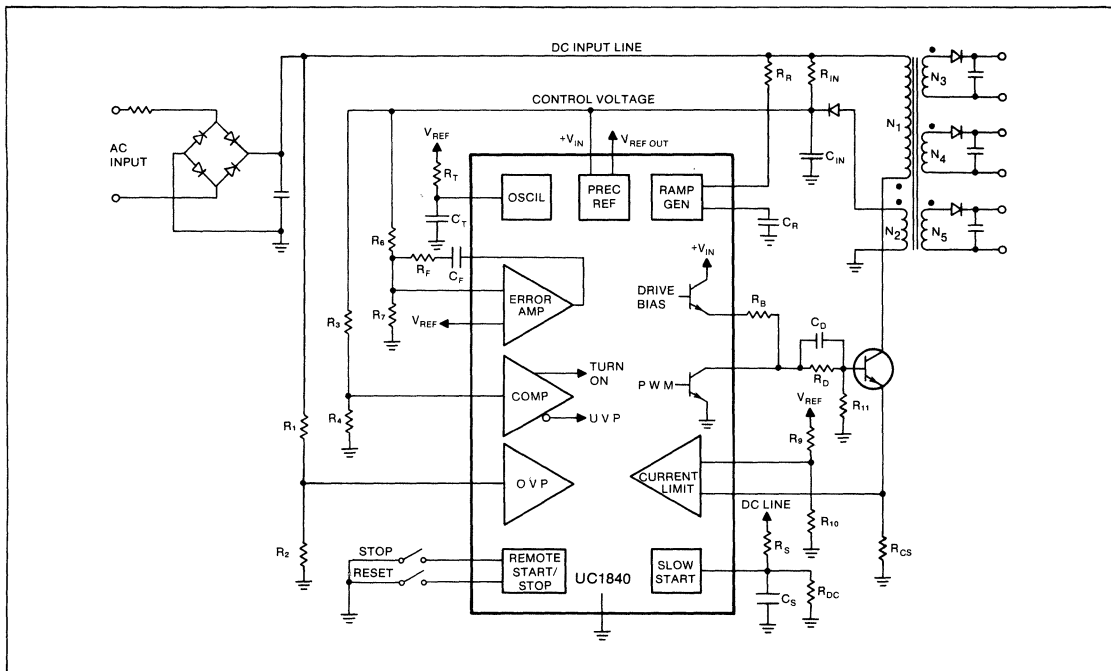 DC INPUT LINE
R_R
R_IN
N_3
CONTROL VOLTAGE
N_1
AC
INPUT
V_REF
+V_IN
V_REF OUT
C_IN
N_4
R_T
OSCIL
PREC
REF
RAMP
GEN
C_T
C_R
N_2
N_5
R_6
R_F
C_F
+V_IN
ERROR
AMP
DRIVE
BIAS
R_B
R_3
R_7
V_REF
C_D
R_D
TURN
ON
PWM
R_11
COMP
UVP
V_REF
R_1
R_4
R_9
OVP
CURRENT
LIMIT
DC LINE
R_10
R_2
R_S
R_CS
STOP
RESET
REMOTE
START/
STOP
SLOW
START
UC1840
C_S
R_DC